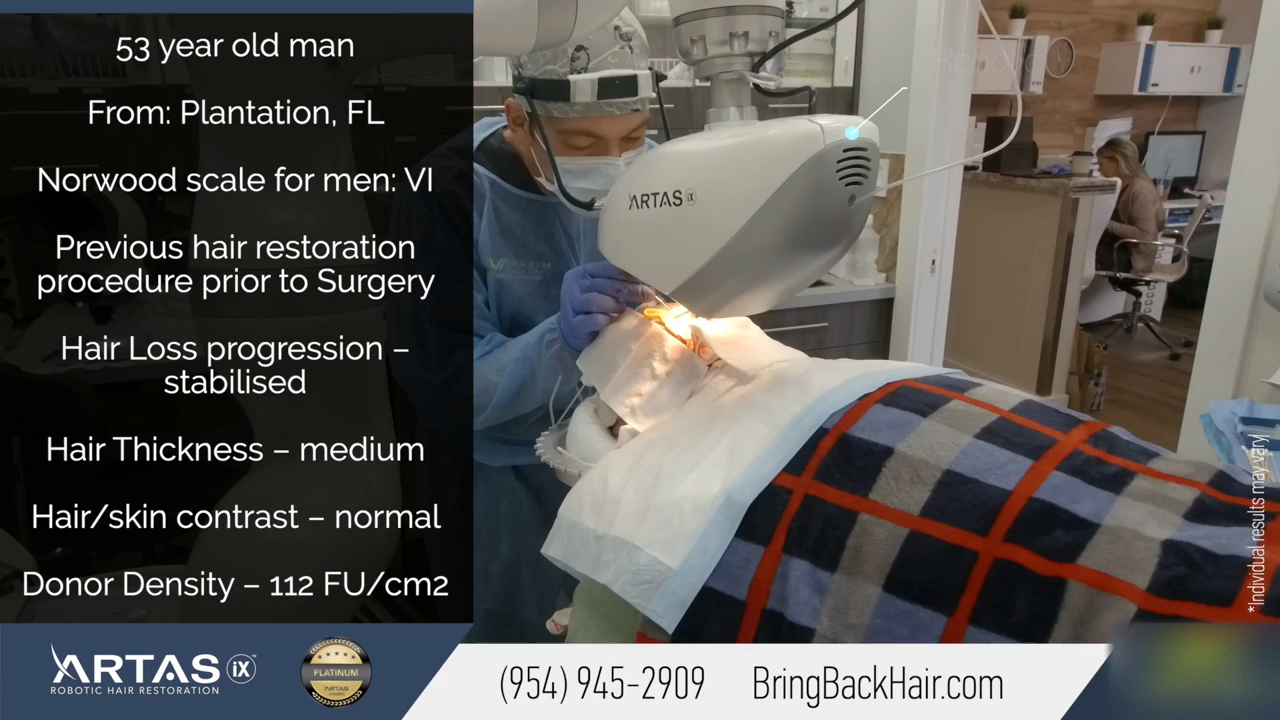 53 year old man
From: Plantation, FL
Norwood scale for men: VI
Previous hair restoration
procedure prior to Surgery
Hair Loss progression –
stabilised
Hair Thickness – medium
Hair/skin contrast – normal
Donor Density – 112 FU/cm2
ARTAS iX
*Individual results may vary
ARTAS iX™
ROBOTIC HAIR RESTORATION
PLATINUM
ARTAS
(954) 945-2909
BringBackHair.com